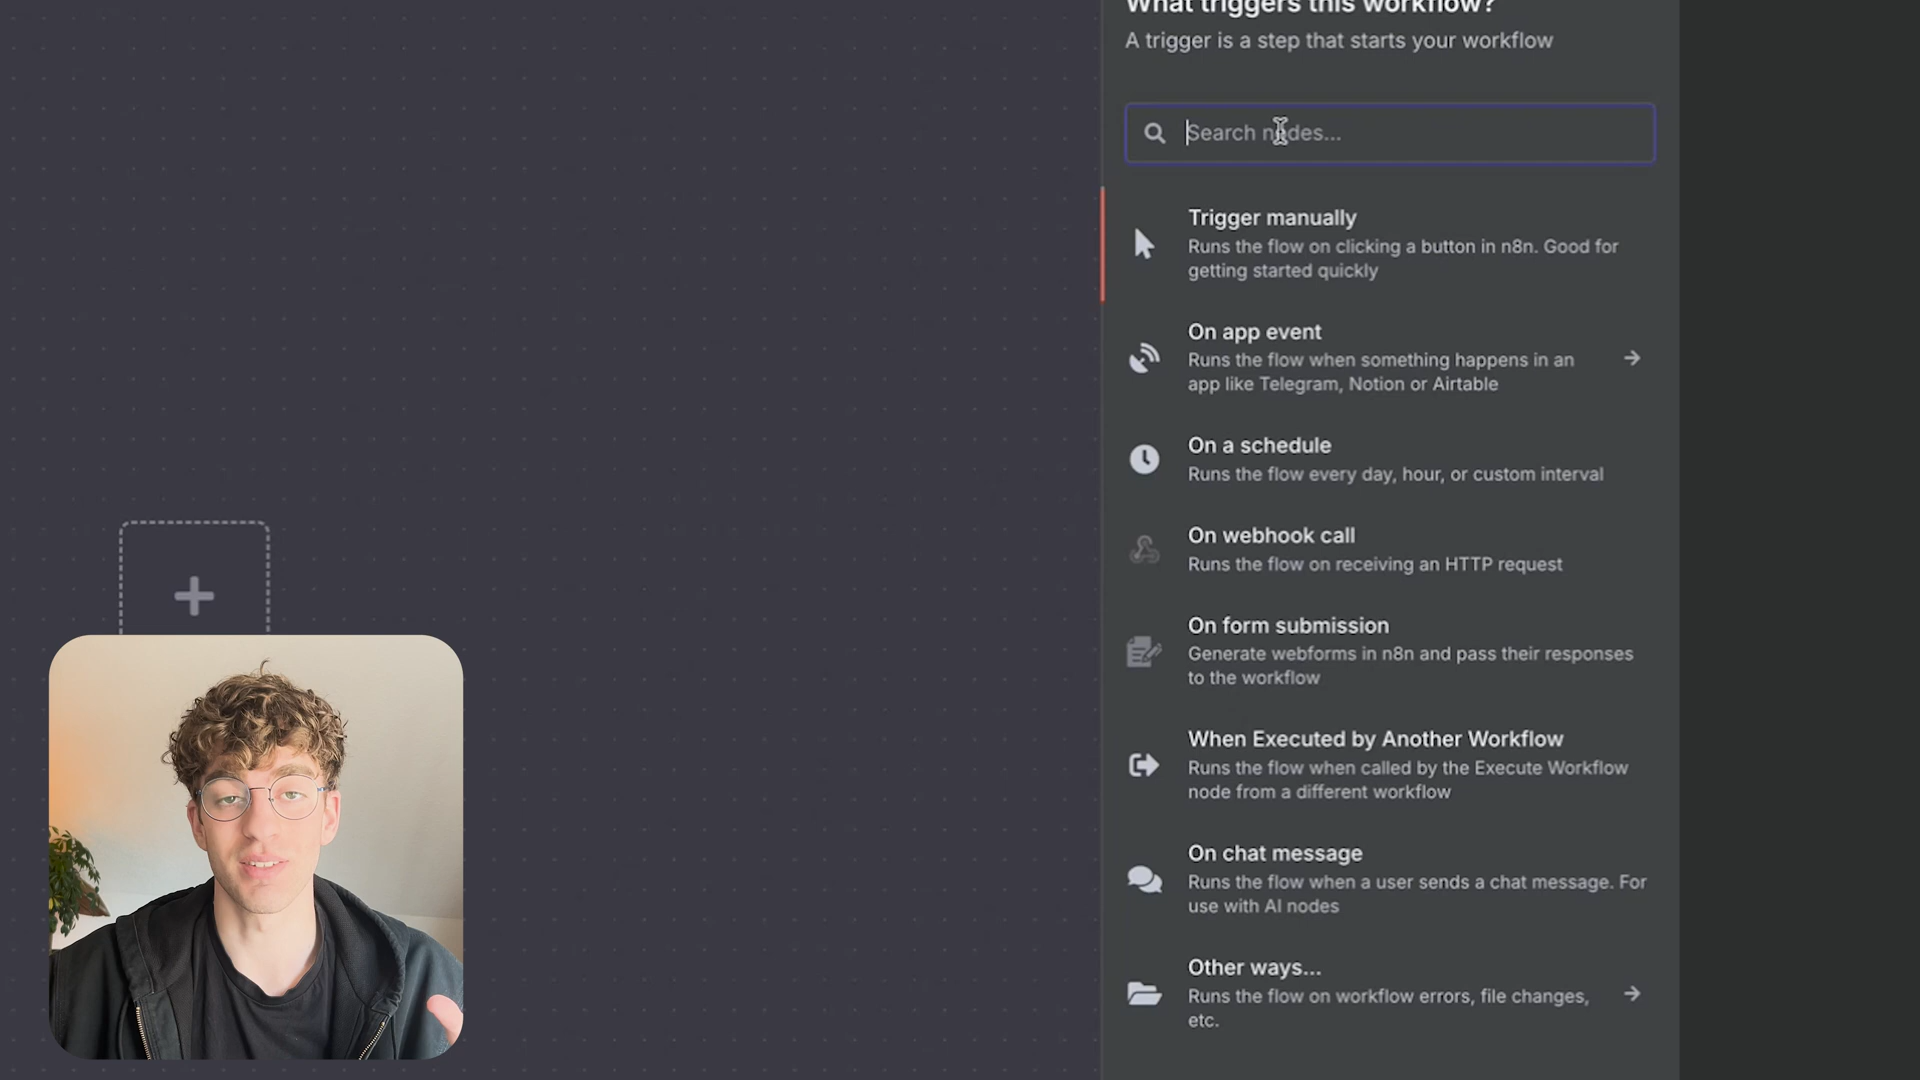 What triggers this workflow?
A trigger is a step that starts your workflow
Search nodes...
Trigger manually
Runs the flow on clicking a button in n8n. Good for
getting started quickly
On app event
Runs the flow when something happens in an
app like Telegram, Notion or Airtable
On a schedule
Runs the flow every day, hour, or custom interval
On webhook call
Runs the flow on receiving an HTTP request
On form submission
Generate webforms in n8n and pass their responses
to the workflow
When Executed by Another Workflow
Runs the flow when called by the Execute Workflow
node from a different workflow
On chat message
Runs the flow when a user sends a chat message. For
use with AI nodes
Other ways...
Runs the flow on workflow errors, file changes,
etc.